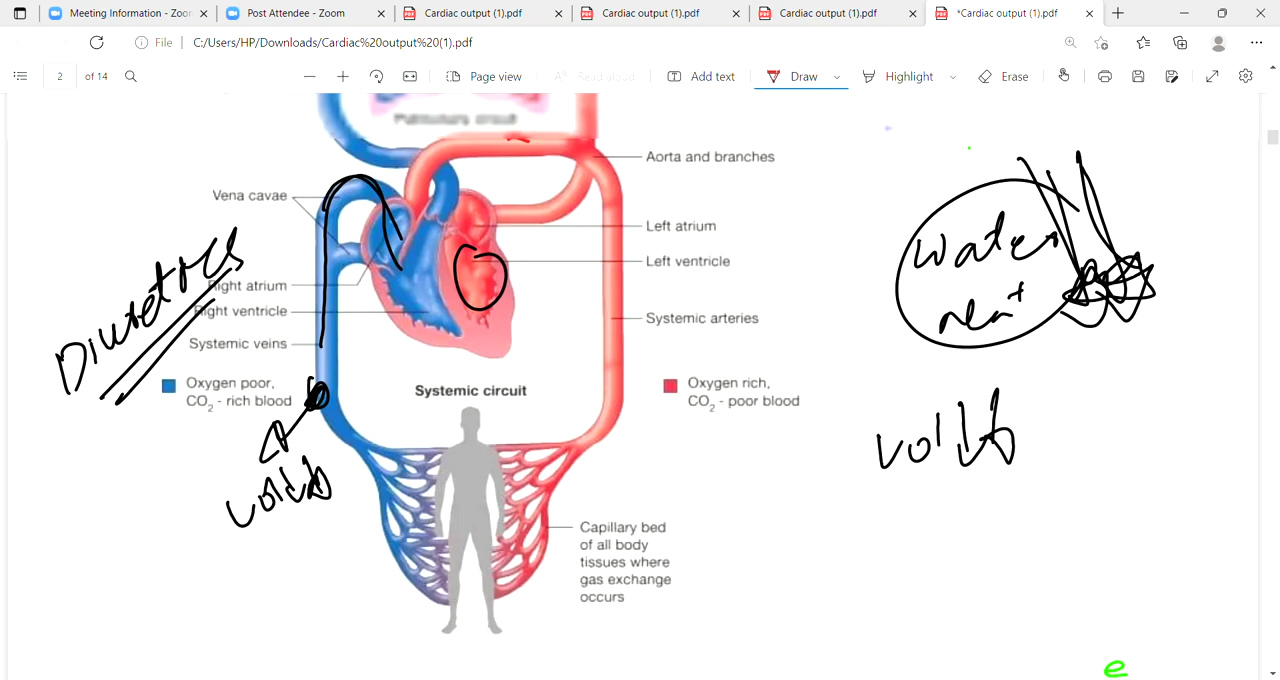 Meeting Information - Zoo
Post Attendee - Zoom
Cardiac output (1).pdf
Cardiac output (1).pdf
Cardiac output (1).pdf
*Cardiac output (1).pdf
File
C:/Users/HP/Downloads/Cardiac%20output%20(1).pdf
2 of 14
Page view
Read aloud
Add text
Draw
Highlight
Erase
Pulmonary circuit
Aorta and branches
Vena cavae
Left atrium
water
Left ventricle
Right atrium
Right ventricle
Systemic arteries
Systemic veins
Oxygen poor,
CO2 - rich blood
Systemic circuit
Oxygen rich,
CO2 - poor blood
Capillary bed
of all body
tissues where
gas exchange
occurs
e